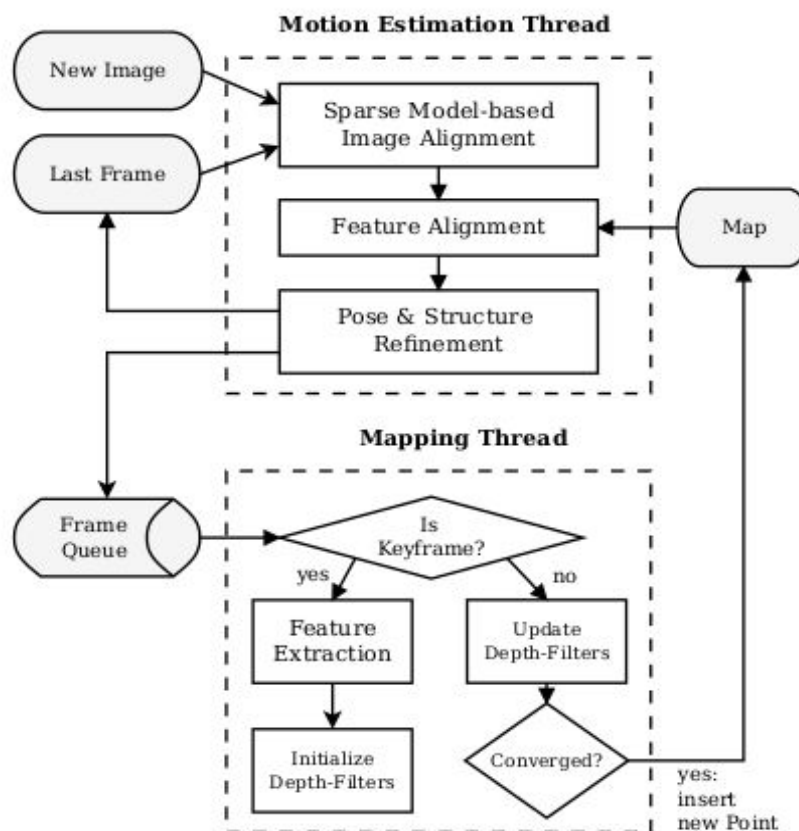 Motion Estimation Thread
New Image
Sparse Model-based
Image Alignment
Last Frame
Feature Alignment
Map
Pose & Structure
Refinement
Mapping Thread
Frame
Queue
Is
Keyframe?
yes
no
Feature
Extraction
Update
Depth-Filters
Initialize
Depth-Filters
Converged?
yes:
insert
new Point